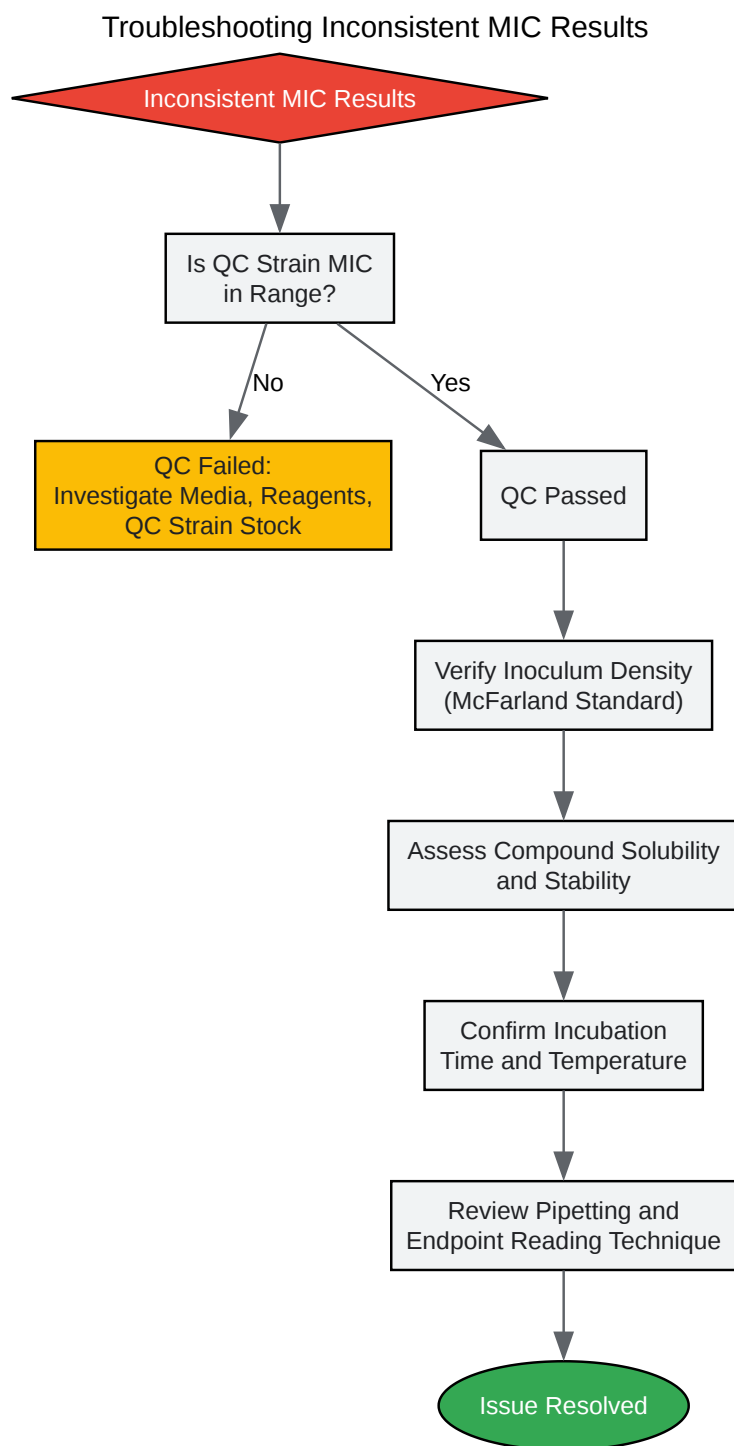 Troubleshooting Inconsistent MIC Results
Inconsistent MIC Results
Is QC Strain MIC
in Range?
No
Yes
QC Failed:
Investigate Media, Reagents,
QC Strain Stock
QC Passed
Verify Inoculum Density
(McFarland Standard)
Assess Compound Solubility
and Stability
Confirm Incubation
Time and Temperature
Review Pipetting and
Endpoint Reading Technique
Issue Resolved